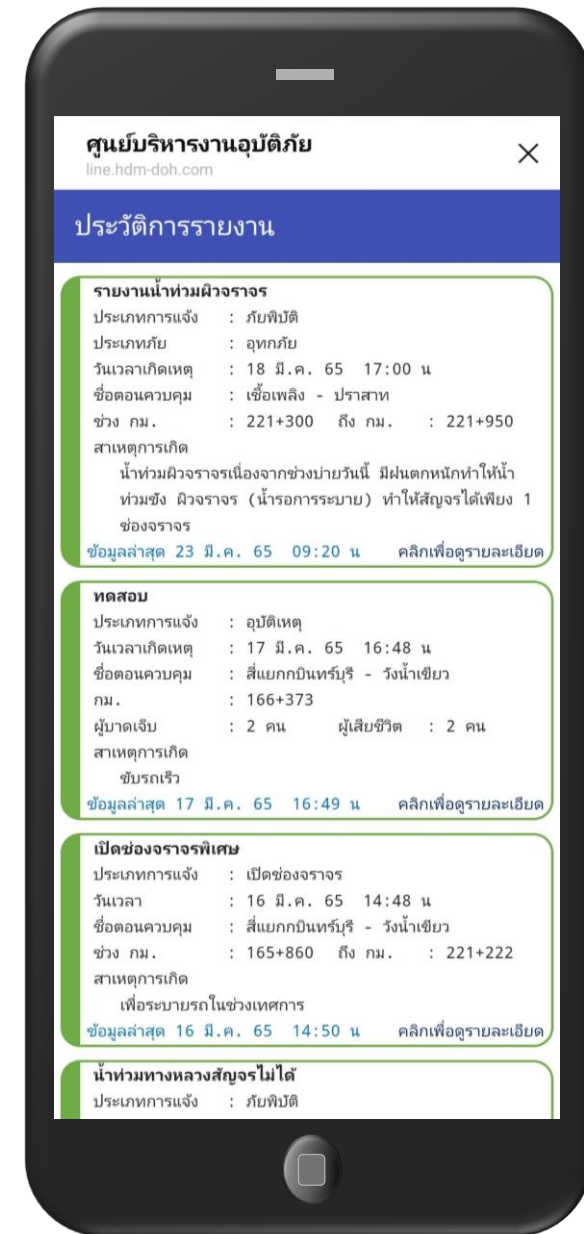 ศูนย์บริหารงานอุบัติภัย
line.hdm-doh.com
ประวัติการรายงาน
รายงานน้ำท่วมผิวจราจร
ประเภทการแจ้ง : ภัยพิบัติ
ประเภทภัย : อุทกภัย
วันเวลาเกิดเหตุ : 18 มี.ค. 65 17:00 น
ชื่อตอนควบคุม : เชื้อเพลิง - ปราสาท
ช่วง กม. : 221+300 ถึง กม. : 221+950
สาเหตุการเกิด
น้ำท่วมผิวจราจรเนื่องจากช่วงบ่ายวันนี้ มีฝนตกหนักทำให้น้ำ
ท่วมขัง ผิวจราจร (น้ำรอการระบาย) ทำให้สัญจรได้เพียง 1
ช่องจราจร
ข้อมูลล่าสุด 23 มี.ค. 65 09:20 น คลิกเพื่อดูรายละเอียด
ทดสอบ
ประเภทการแจ้ง : อุบัติเหตุ
วันเวลาเกิดเหตุ : 17 มี.ค. 65 16:48 น
ชื่อตอนควบคุม : สี่แยกกบินทร์บุรี - วังน้ำเขียว
กม. : 166+373
ผู้บาดเจ็บ : 2 คน ผู้เสียชีวิต : 2 คน
สาเหตุการเกิด
ขับรถเร็ว
ข้อมูลล่าสุด 17 มี.ค. 65 16:49 น คลิกเพื่อดูรายละเอียด
เปิดช่องจราจรพิเศษ
ประเภทการแจ้ง : เปิดช่องจราจร
วันเวลา : 16 มี.ค. 65 14:48 น
ชื่อตอนควบคุม : สี่แยกกบินทร์บุรี - วังน้ำเขียว
ช่วง กม. : 165+860 ถึง กม. : 221+222
สาเหตุการเกิด
เพื่อระบายรถในช่วงเทศการ
ข้อมูลล่าสุด 16 มี.ค. 65 14:50 น คลิกเพื่อดูรายละเอียด
น้ำท่วมทางหลวงสัญจรไม่ได้
ประเภทการแจ้ง : ภัยพิบัติ